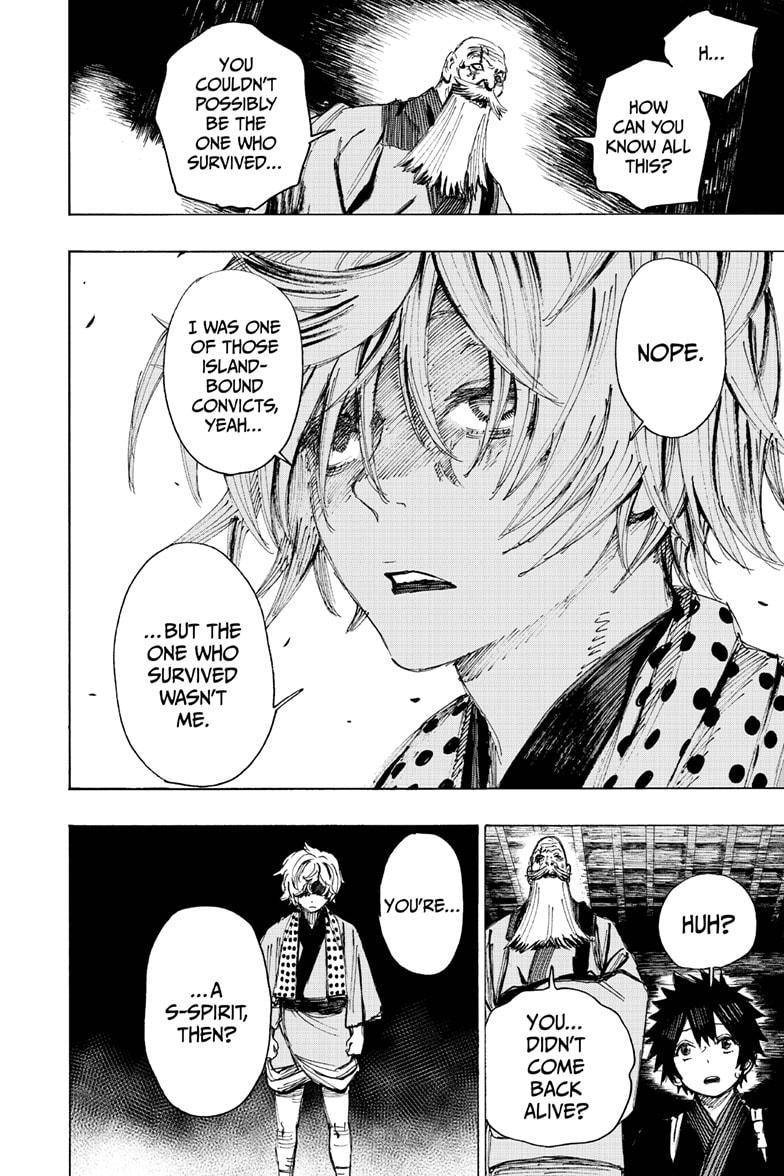 H...
HOW
CAN YOU
KNOW ALL
THIS?
YOU
COULDN'T
POSSIBLY
BE THE
ONE WHO
SURVIVED...
NOPE.
I WAS ONE
OF THOSE
ISLAND-
BOUND
CONVICTS,
YEAH...
...BUT THE
ONE WHO
SURVIVED
WASN'T
ME.
HUH?
YOU...
DIDN'T
COME
BACK
ALIVE?
YOU'RE...
...A
S-SPIRIT,
THEN?